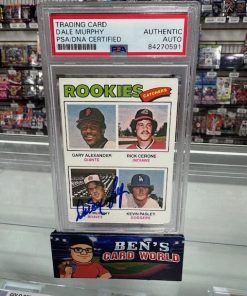 TRADING CARD
DALE MURPHY
PSA/DNA CERTIFIED
AUTHENTIC
AUTO
84270591
PSA
ROOKIES
CATCHERS
GARY ALEXANDER
GIANTS
RICK CERONE
INDIANS
MURPHY
BRAVES
KEVIN PASLEY
DODGERS
BEN'S
CARD WORLD